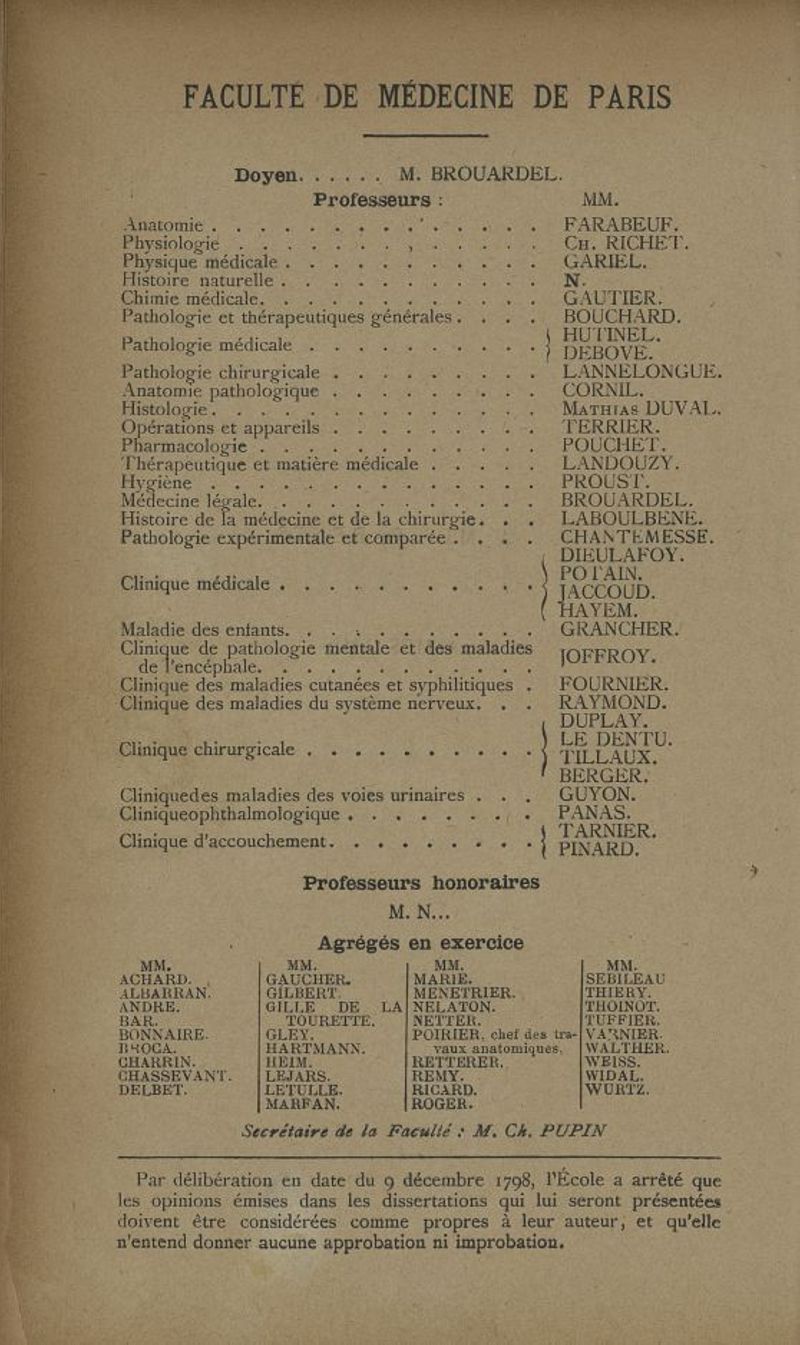 FACULTÉ DE MÉDECINE DE PARIS
Doyen. . . . . . M. BROUARDEL.
Professeurs : MM.
Anatomie . . . . . . . . . . . . . . FARABEUF.
Physiologie . . . . . . . . . . . . . CH. RICHET.
Physique médicale . . . . . . . . . . . GARIEL.
Histoire naturelle . . . . . . . . . . . N.
Chimie médicale. . . . . . . . . . . . GAUTIER.
Pathologie et thérapeutiques générales . . . . BOUCHARD.
Pathologie médicale . . . . . . . . . . { HUTINEL.
DEBOVE.
Pathologie chirurgicale . . . . . . . . . LANNELONGUE.
Anatomie pathologique . . . . . . . . . CORNIL.
Histologie. . . . . . . . . . . . . . MATHIAS DUVAL.
Opérations et appareils . . . . . . . . . TERRIER.
Pharmacologie . . . . . . . . . . . . POUCHET.
Thérapeutique et matière médicale . . . . . LANDOUZY.
Hygiène . . . . . . . . . . . . . . PROUST.
Médecine légale. . . . . . . . . . . . BROUARDEL.
Histoire de la médecine et de la chirurgie. . . LABOULBENE.
Pathologie expérimentale et comparée . . . . CHANTEMESSE.
DIEULAFOY.
POTAIN.
Clinique médicale . . . . . . . . . . . { JACCOUD.
HAYEM.
Maladie des enfants. . . . . . . . . . . GRANCHER.
Clinique de pathologie mentale et des maladies
de l'encéphale. . . . . . . . . . . . JOFFROY.
Clinique des maladies cutanées et syphilitiques . FOURNIER.
Clinique des maladies du système nerveux. . . RAYMOND.
DUPLAY.
LE DENTU.
Clinique chirurgicale . . . . . . . . . . { TILLAUX.
BERGER.
Cliniquedes maladies des voies urinaires . . . GUYON.
Cliniqueophthalmologique . . . . . . . . PANAS.
Clinique d'accouchement. . . . . . . . . { TARNIER.
PINARD.
Professeurs honoraires
M. N...
Agrégés en exercice
MM. MM. MM. MM.
ACHARD. GAUCHER. MARIE. SEBILEAU
ALBARRAN. GILBERT. MENETRIER. THIERY.
ANDRE. GILLE DE LA NELATON. THOINOT.
BAR. TOURETTE. NETTER. TUFFIER.
BONNAIRE. GLEY. POIRIER, chef des tra- VARNIER.
BROCA. HARTMANN. vaux anatomiques. WALTHER.
CHARRIN. HEIM. RETTERER. WEISS.
CHASSEVANT. LEJARS. REMY. WIDAL.
DELBET. LETULLE. RICARD. WURTZ.
MARFAN. ROGER.
Secrétaire de la Faculté : M. Ch. PUPIN
Par délibération en date du 9 décembre 1798, l'École a arrêté que
les opinions émises dans les dissertations qui lui seront présentées
doivent être considérées comme propres à leur auteur, et qu'elle
n'entend donner aucune approbation ni improbation.